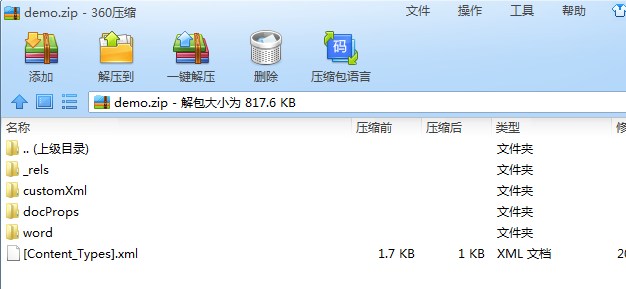 demo.zip - 360压缩
文件 操作 工具 帮助
添加 解压到 一键解压 删除 压缩包语言
demo.zip - 解包大小为 817.6 KB
名称 压缩前 压缩后 类型
.. (上级目录) 文件夹
_rels 文件夹
customXml 文件夹
docProps 文件夹
word 文件夹
[Content_Types].xml 1.7 KB 1 KB XML 文档